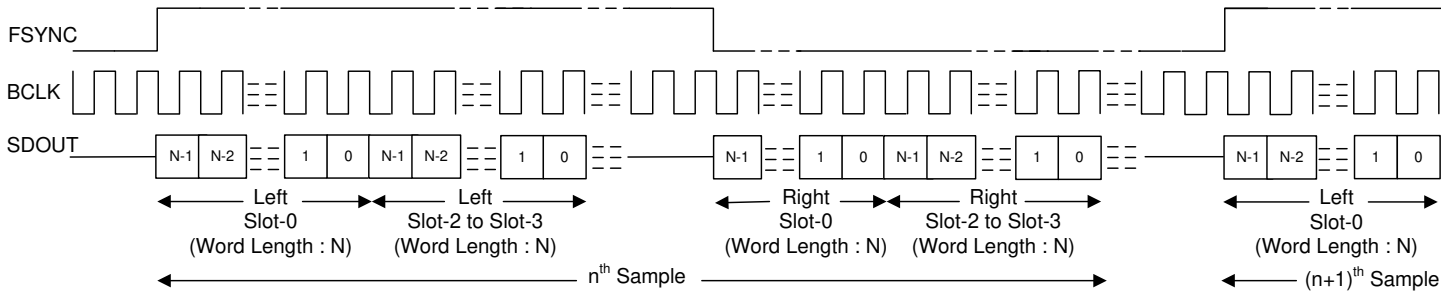 FSYNC
BCLK
SDOUT
N-1 N-2 1 0 N-1 N-2 1 0 N-1 1 0 N-1 N-2 1 0 N-1 N-2 1 0
Left Left Right Right Left
Slot-0 Slot-2 to Slot-3 Slot-0 Slot-2 to Slot-3 Slot-0
(Word Length : N) (Word Length : N) (Word Length : N) (Word Length : N) (Word Length : N)
nth Sample (n+1)th Sample